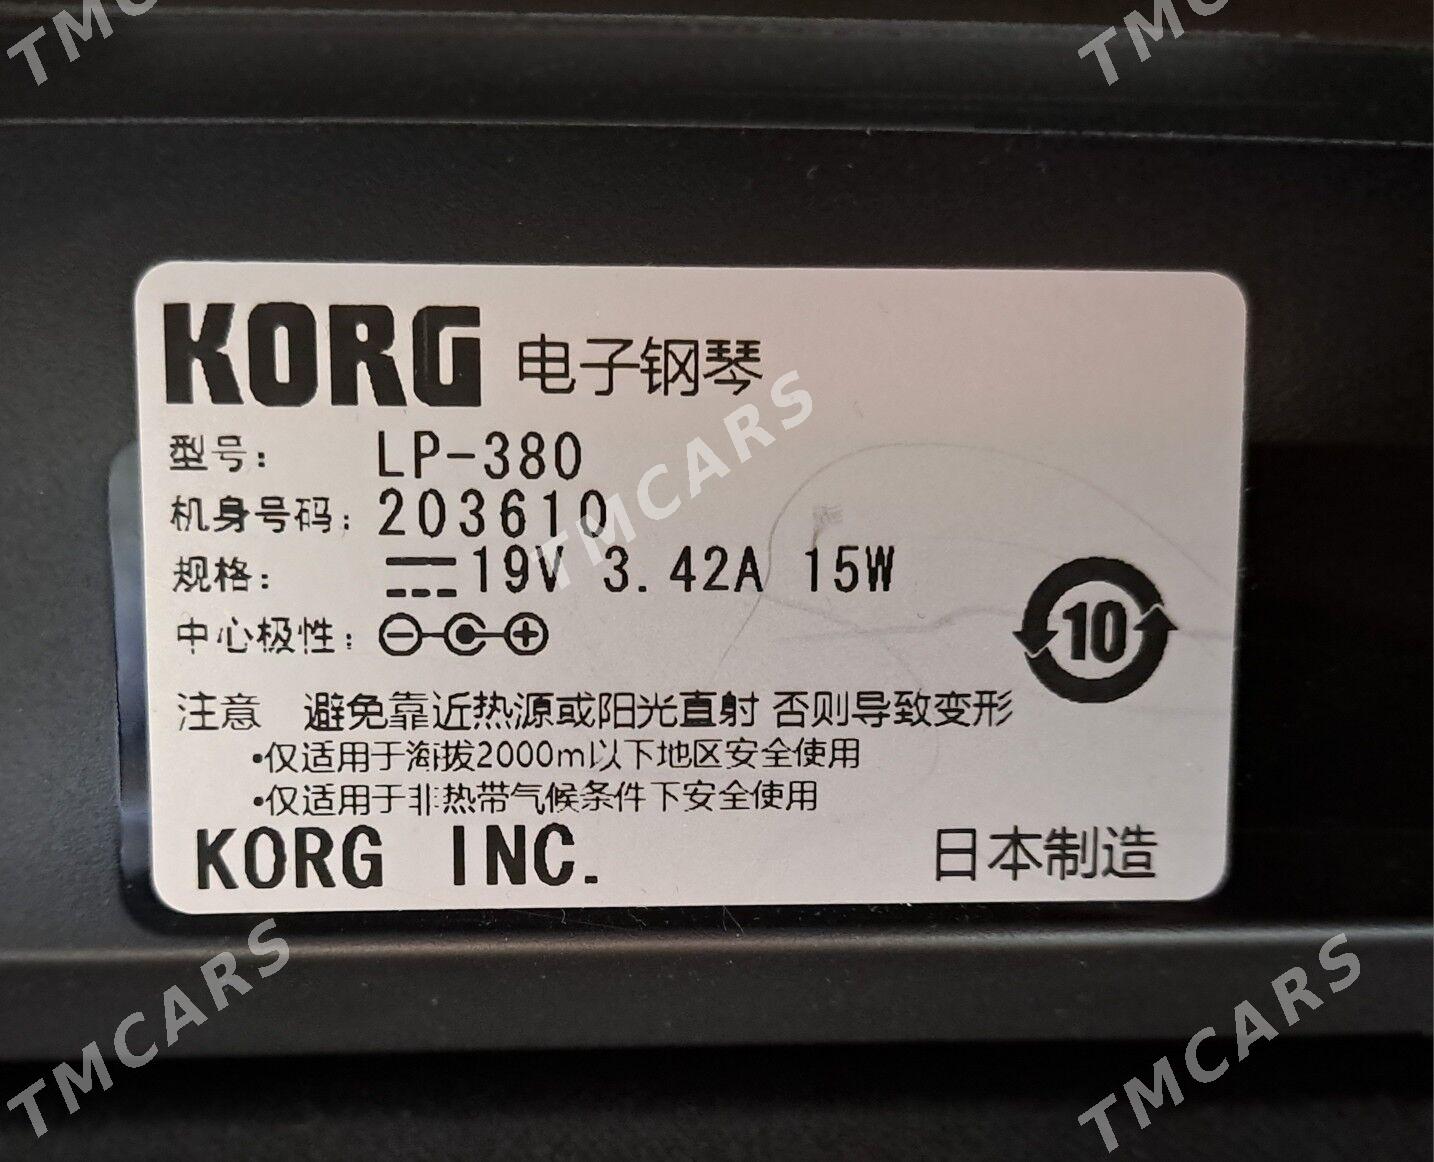 TMCARS
TMCARS
KORG 电子钢琴
型号: LP-380
机身号码: 203610
规格: 19V 3.42A 15W
中心极性:
10
注意 避免靠近热源或阳光直射 否则导致变形
•仅适用于海拔2000m以下地区安全使用
•仅适用于非热带气候条件下安全使用
KORG INC. 日本制造
TMCARS
TMCARS
TMCARS